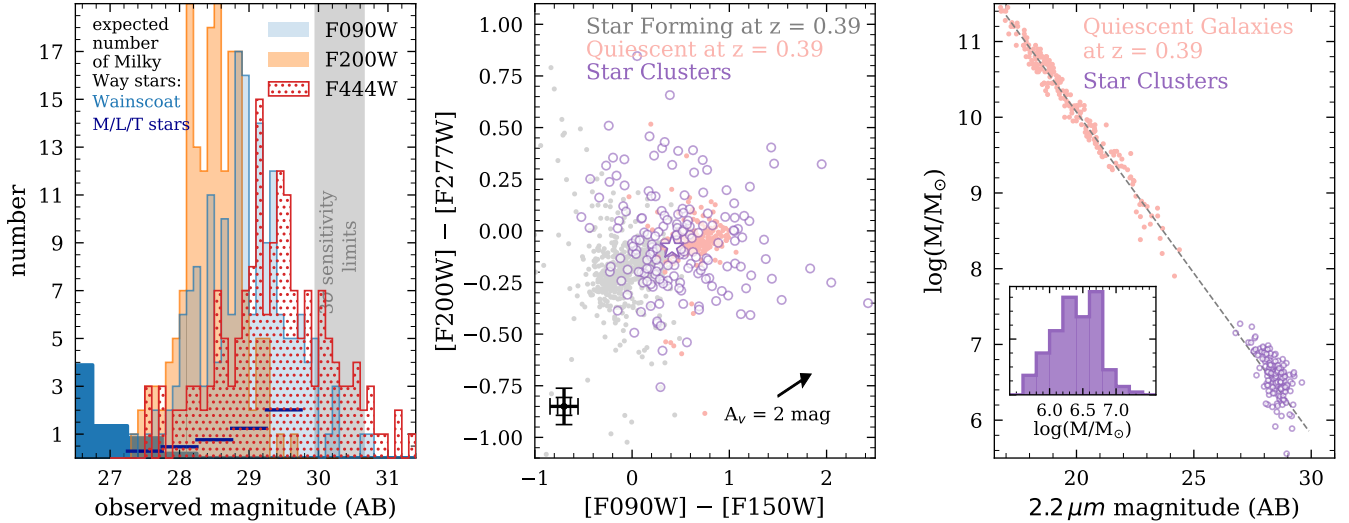 expected
number
of Milky
Way stars:
Wainscoat
M/L/T stars
F090W
F200W
F444W
3σ sensitivity
limits
17
15
13
11
9
7
5
3
1
number
27
28
29
30
31
observed magnitude (AB)
Star Forming at z = 0.39
Quiescent at z = 0.39
Star Clusters
1.00
0.75
0.50
0.25
0.00
−0.25
−0.50
−0.75
−1.00
[F200W] − [F277W]
A_v = 2 mag
−1
0
1
2
[F090W] − [F150W]
Quiescent Galaxies
at z = 0.39
Star Clusters
11
10
9
8
7
6
log(M/M⊙)
6.0
6.5
7.0
log(M/M⊙)
20
25
30
2.2 μm magnitude (AB)